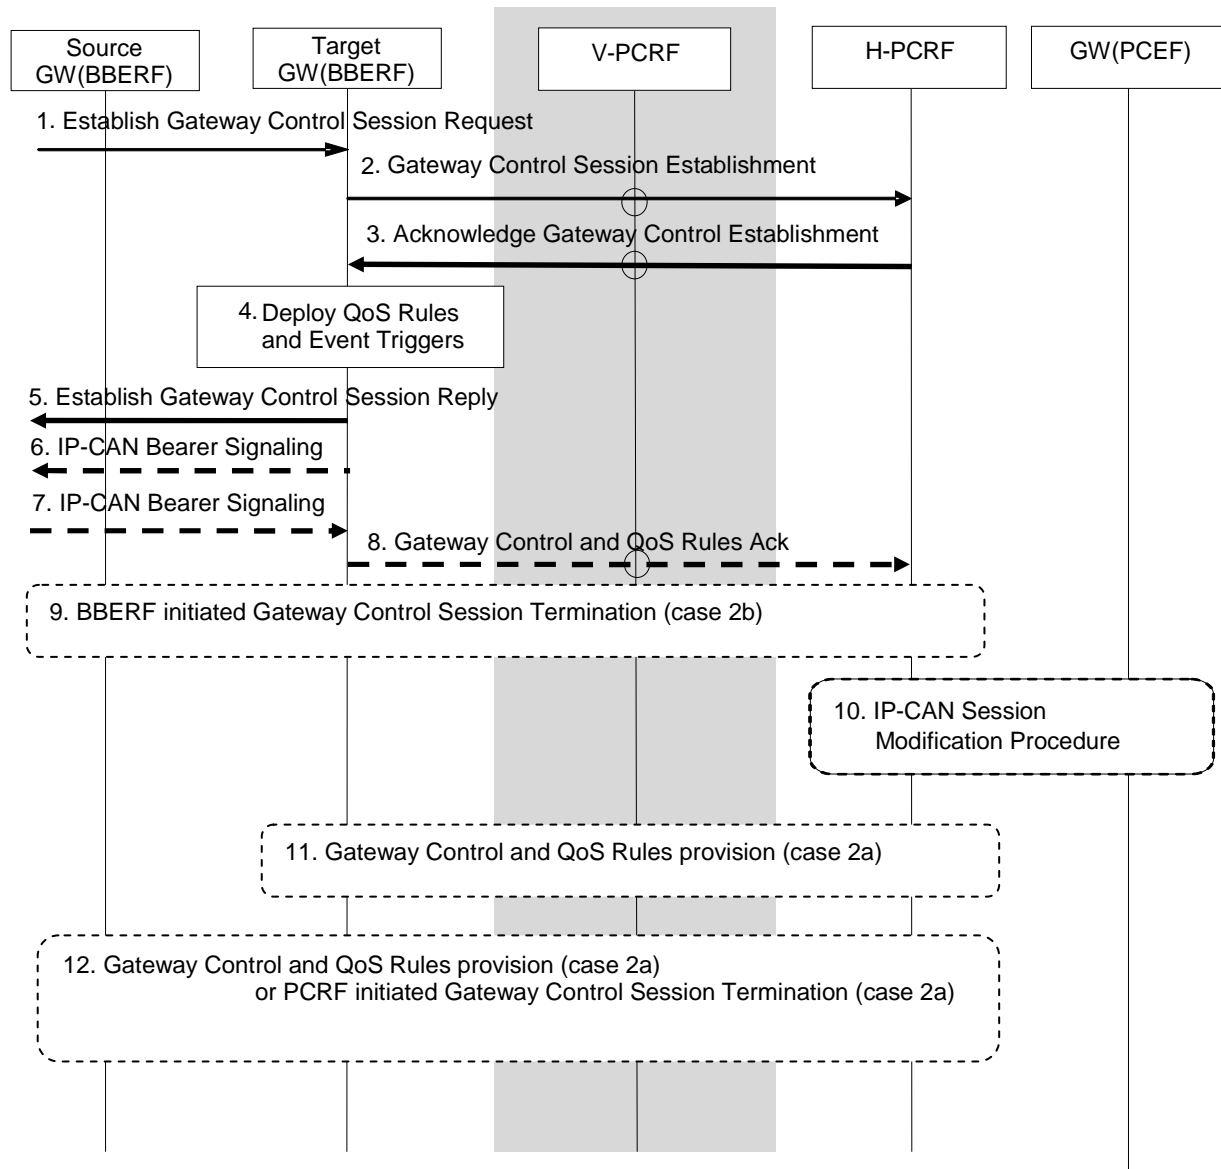 Source
GW(BBERF)
Target
GW(BBERF)
V-PCRF
H-PCRF
GW(PCEF)
1. Establish Gateway Control Session Request
2. Gateway Control Session Establishment
3. Acknowledge Gateway Control Establishment
4. Deploy QoS Rules
and Event Triggers
5. Establish Gateway Control Session Reply
6. IP-CAN Bearer Signaling
7. IP-CAN Bearer Signaling
8. Gateway Control and QoS Rules Ack
9. BBERF initiated Gateway Control Session Termination (case 2b)
10. IP-CAN Session
Modification Procedure
11. Gateway Control and QoS Rules provision (case 2a)
12. Gateway Control and QoS Rules provision (case 2a)
or PCRF initiated Gateway Control Session Termination (case 2a)